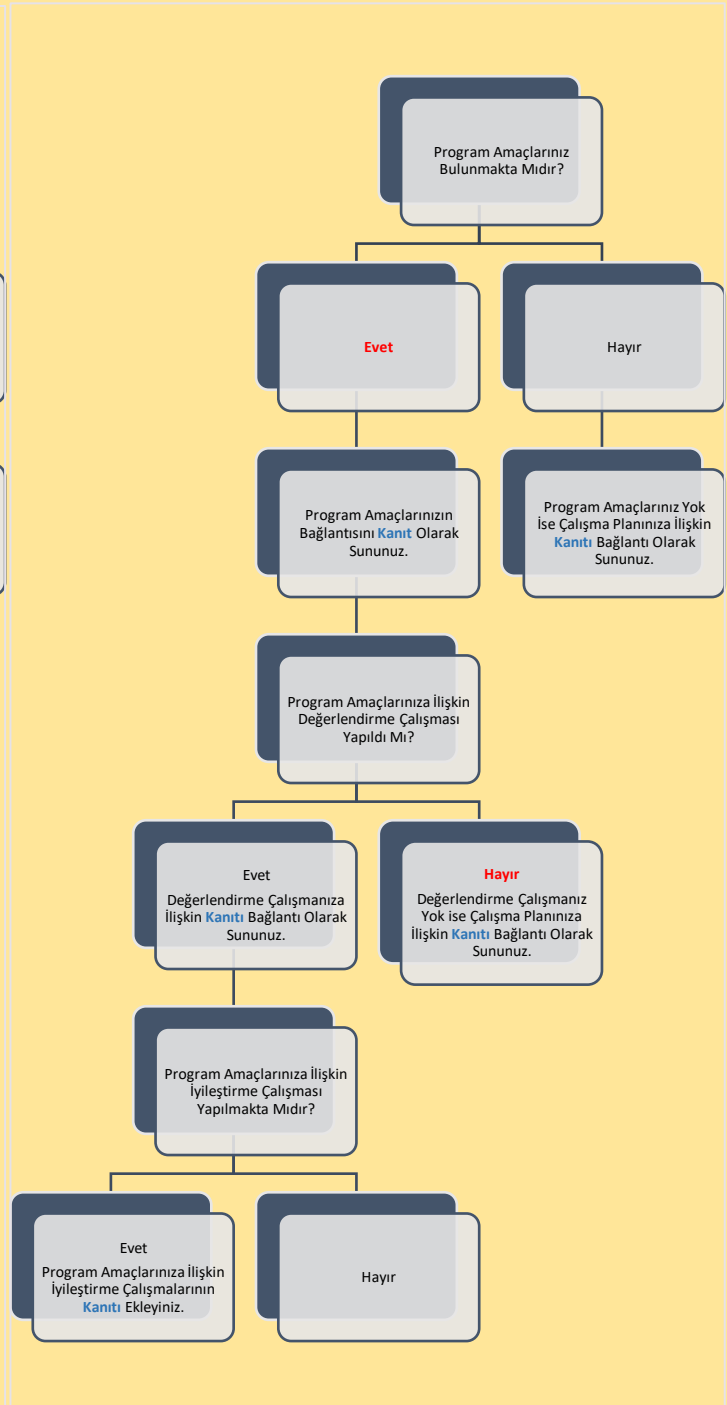 Program Amaçlarınız
Bulunmakta Mıdır?
Evet
Hayır
Program Amaçlarınızın
Bağlantısını Kanıt Olarak
Sununuz.
Program Amaçlarınız Yok
İse Çalışma Planınıza İlişkin
Kanıtı Bağlantı Olarak
Sununuz.
Program Amaçlarınıza İlişkin
Değerlendirme Çalışması
Yapıldı Mı?
Evet
Değerlendirme Çalışmanıza
İlişkin Kanıtı Bağlantı Olarak
Sununuz.
Hayır
Değerlendirme Çalışmanız
Yok ise Çalışma Planınıza
İlişkin Kanıtı Bağlantı Olarak
Sununuz.
Program Amaçlarınıza İlişkin
İyileştirme Çalışması
Yapılmakta Mıdır?
Evet
Program Amaçlarınıza İlişkin
İyileştirme Çalışmalarının
Kanıtı Ekleyiniz.
Hayır